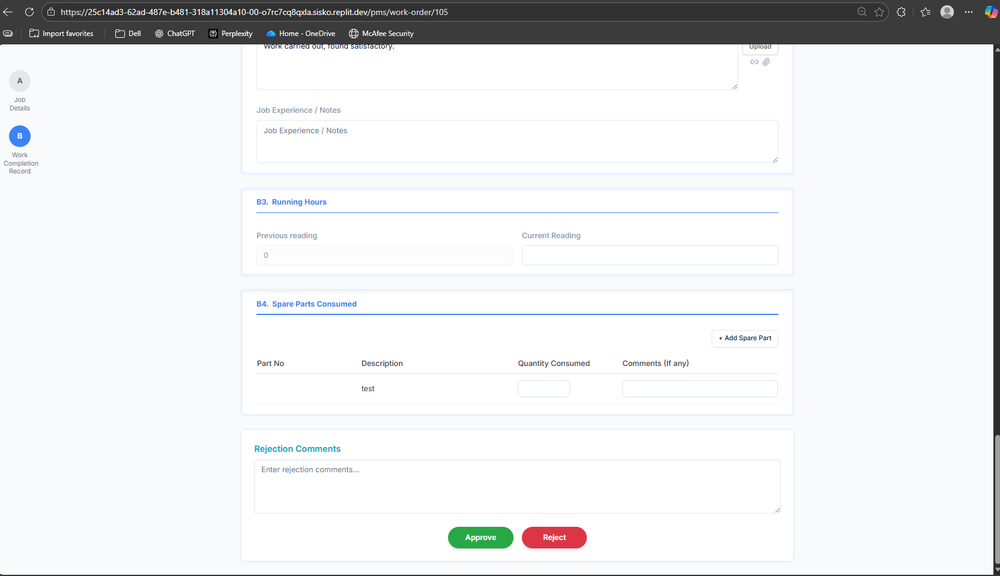 https://25c14ad3-62ad-487e-b481-318a11304a10-00-o7rc7cq8qxla.sisko.replit.dev/pms/work-order/105
Import favorites
Dell
ChatGPT
Perplexity
Home - OneDrive
McAfee Security
Work carried out, found satisfactory.
Upload
A
Job
Details
B
Work
Completion
Record
Job Experience / Notes
Job Experience / Notes
B3. Running Hours
Previous reading
Current Reading
0
B4. Spare Parts Consumed
+ Add Spare Part
Part No
Description
Quantity Consumed
Comments (If any)
test
Rejection Comments
Enter rejection comments...
Approve
Reject